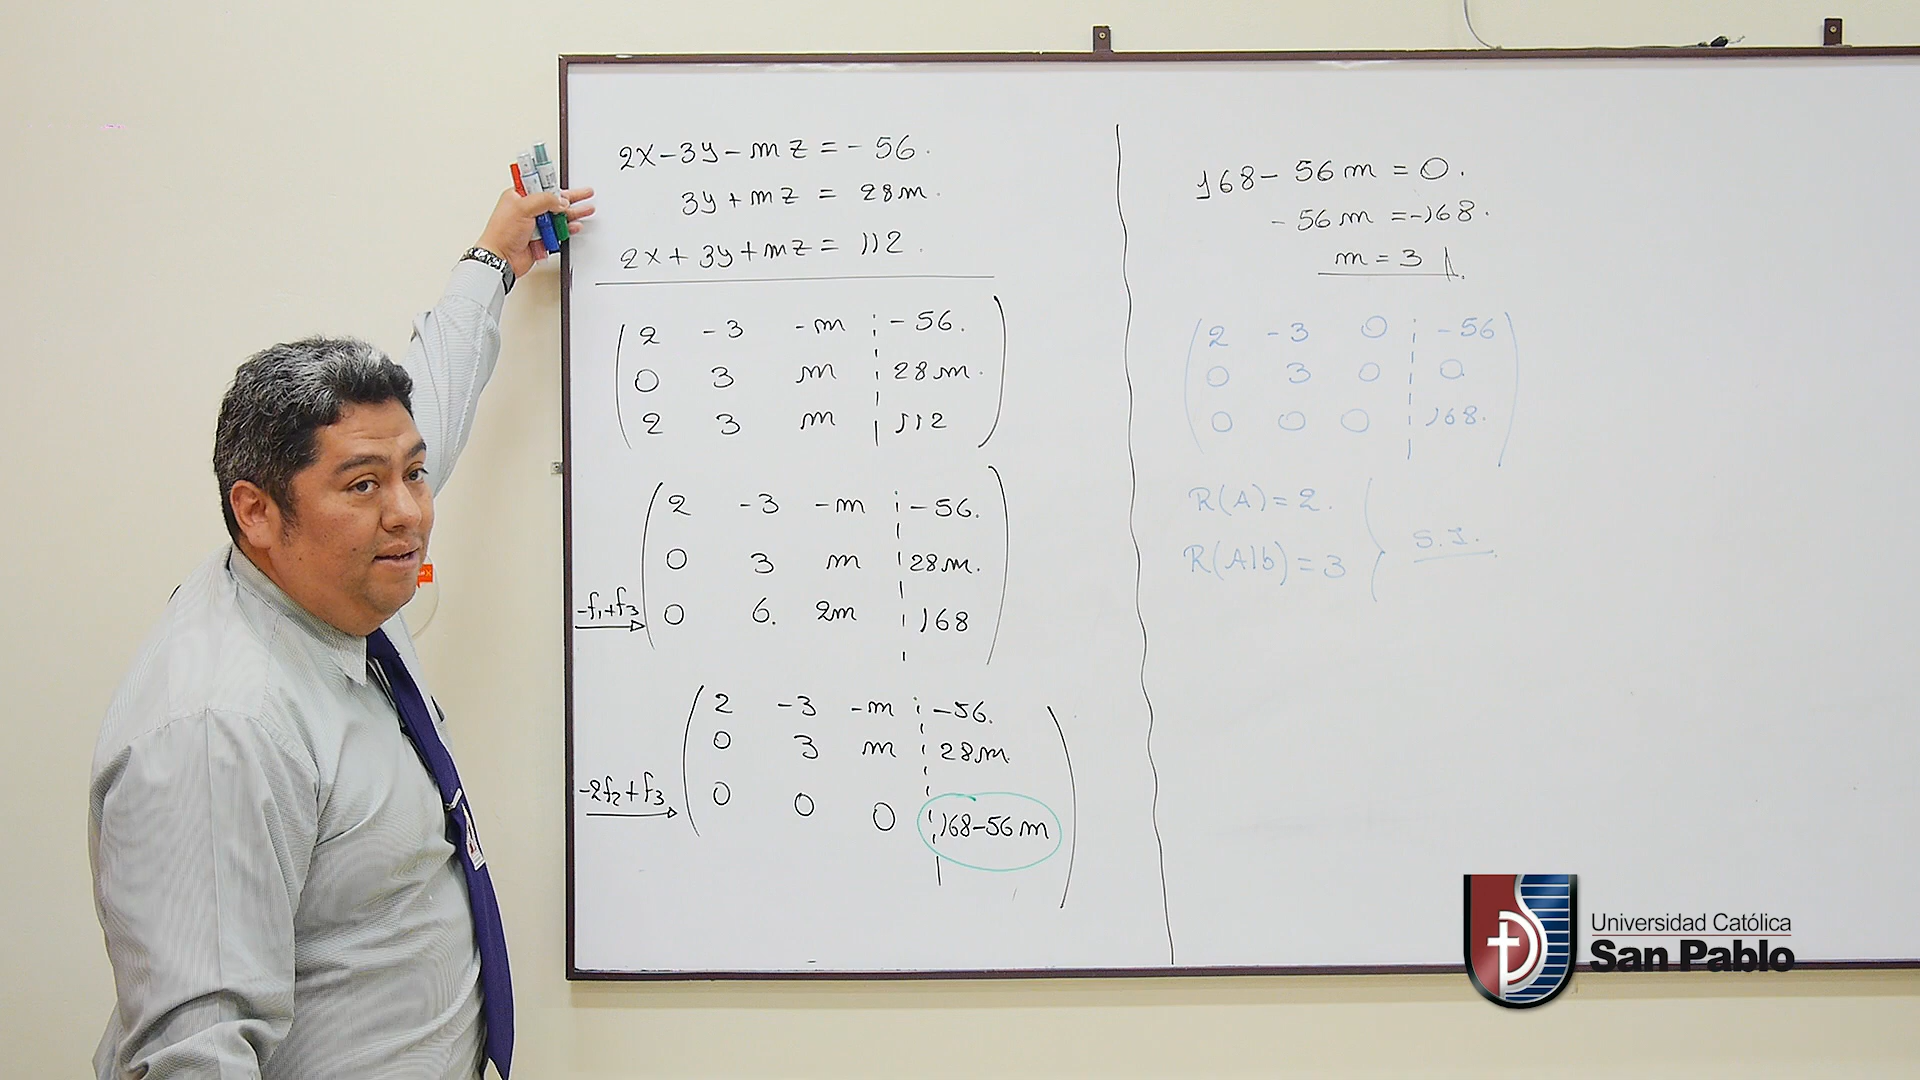 2x-3y-mz=-56.
3y+mz = 28m.
2x+3y+mz= 112.
2 -3 -m -56.
0 3 m 28m.
2 3 m 112
2 -3 -m -56.
0 3 m 28m.
-f₁+f₃ 0 6. 2m 168
2 -3 -m -56.
0 3 m 28m.
-2f₂+f₃ 0 0 0 168-56m
168- 56m = 0.
-56m =-168.
m = 3
2 -3 0 -56
0 3 0 0
0 0 0 168.
R(A)=2.
S.I.
R(A|b)=3
Universidad Católica
San Pablo